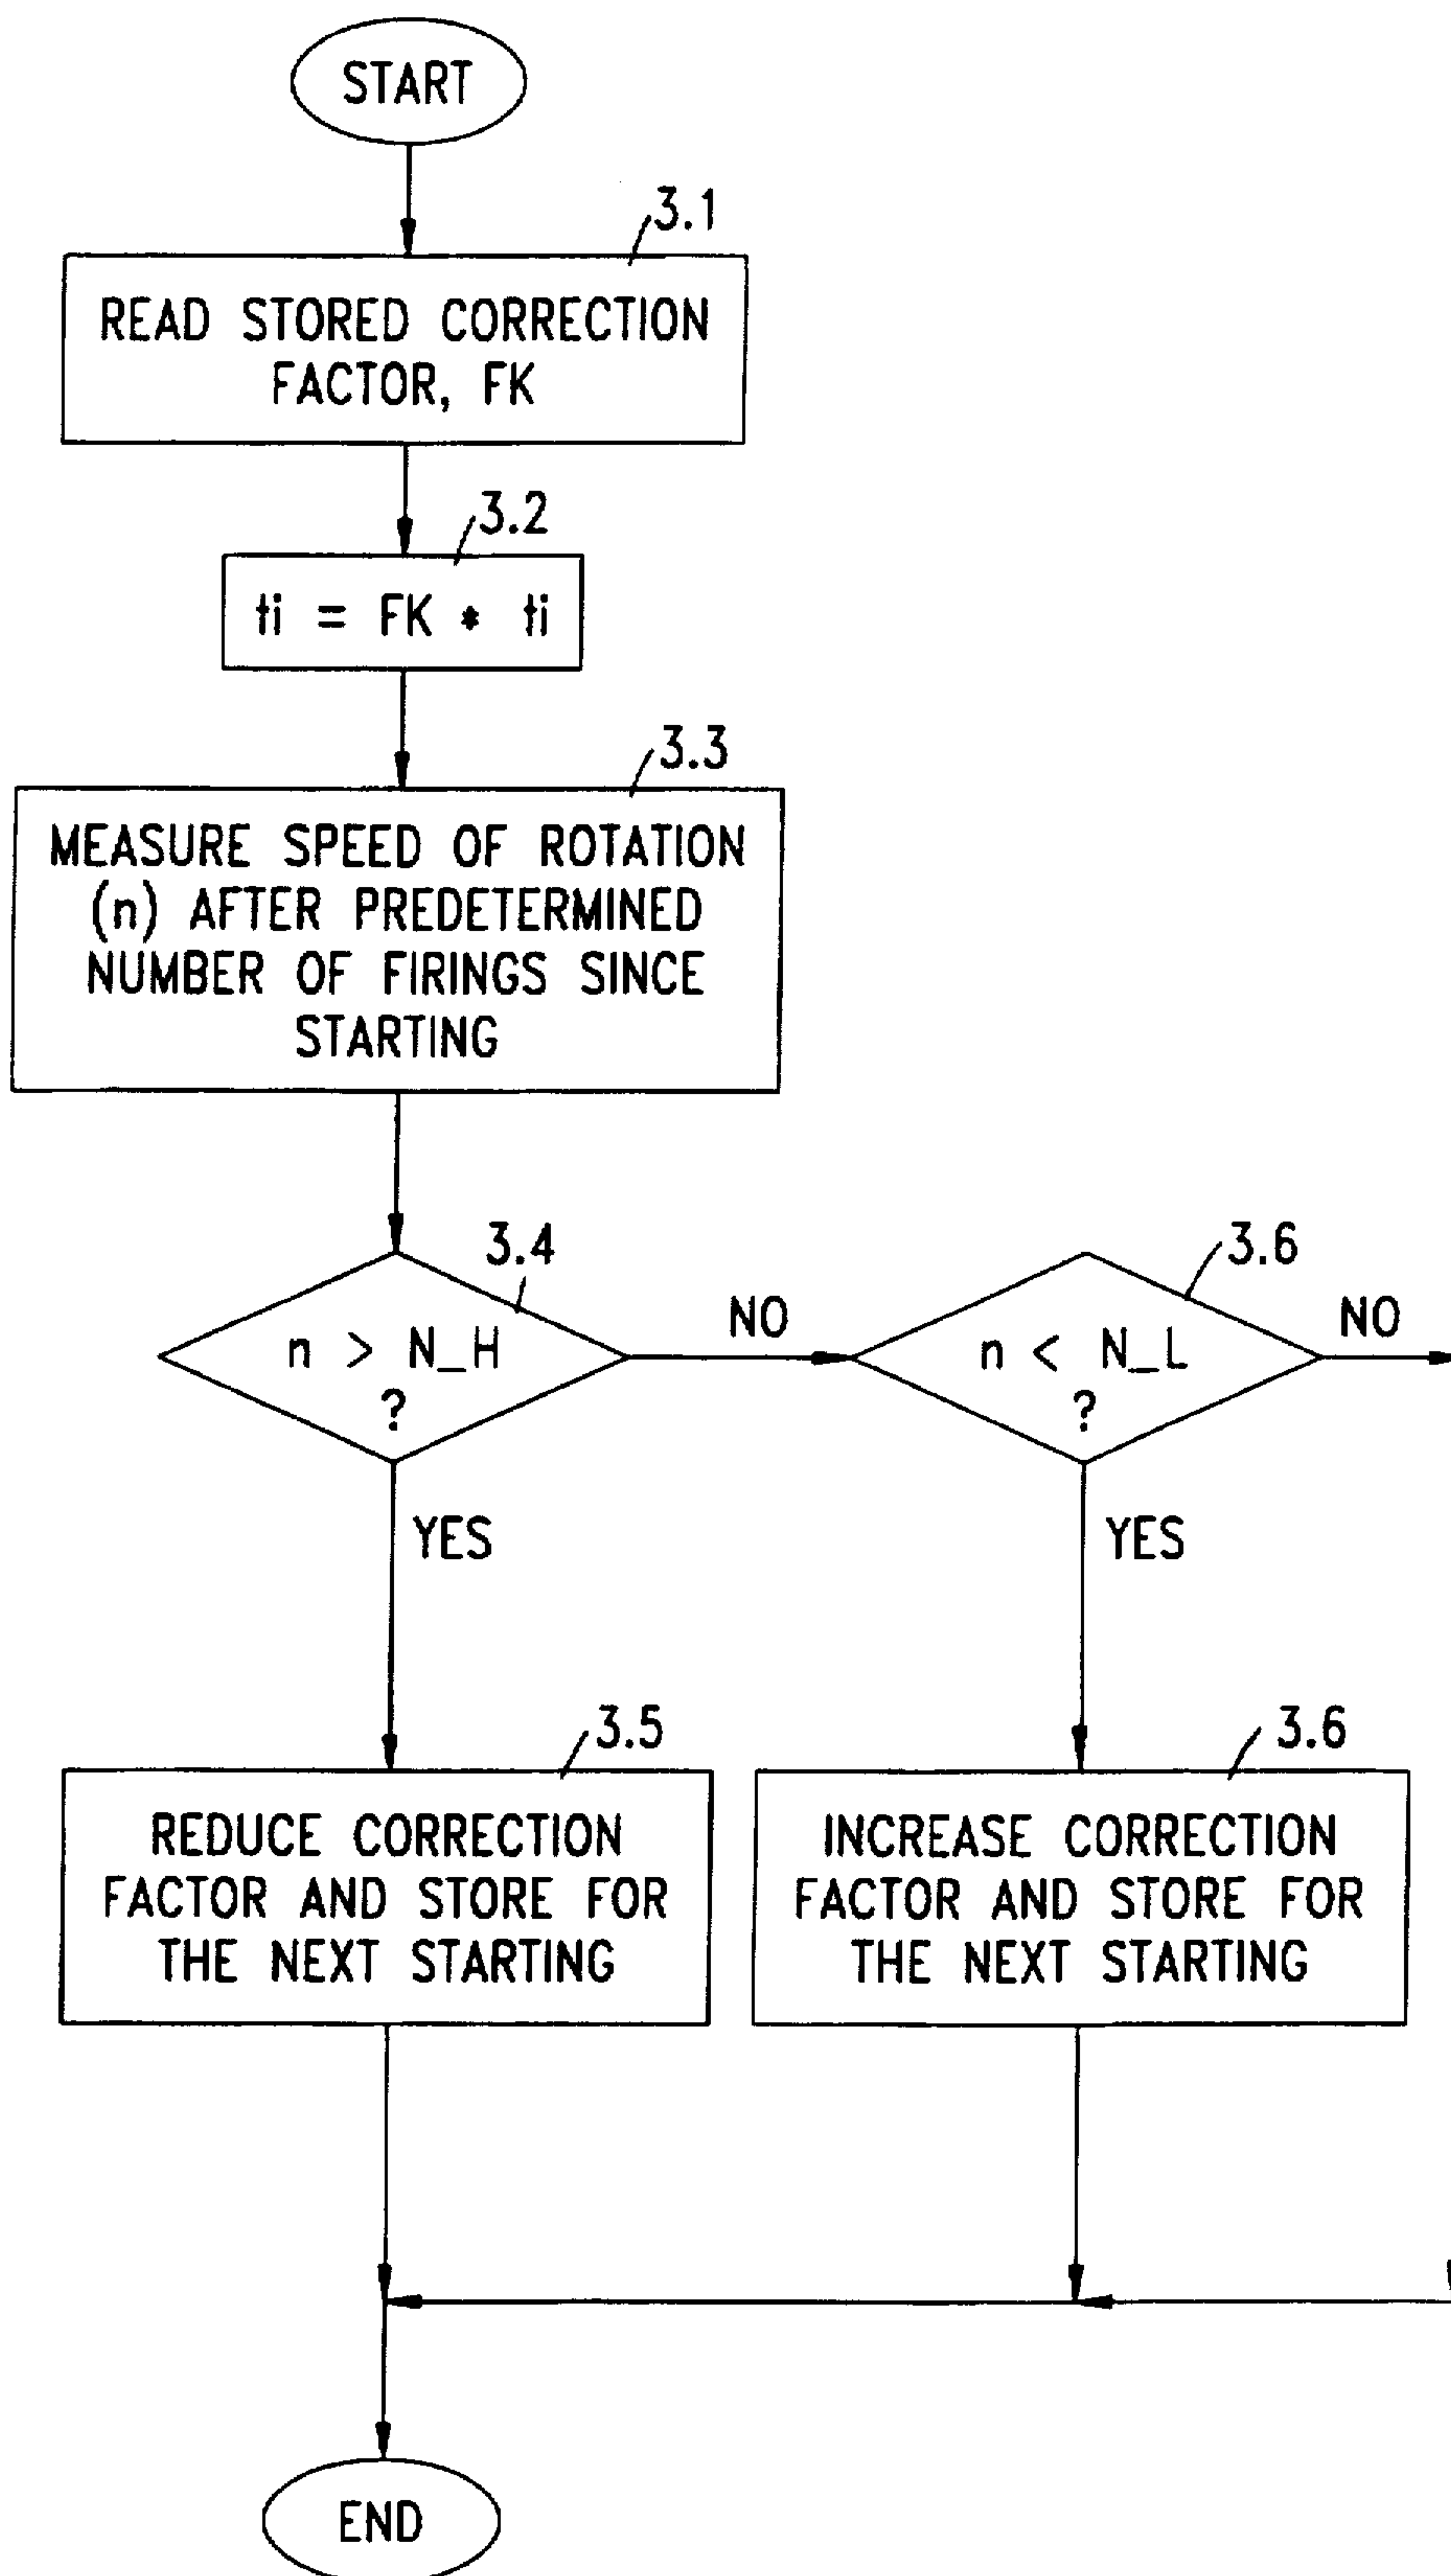 START
3.1
READ STORED CORRECTION
FACTOR, FK
3.2
ti = FK * ti
3.3
MEASURE SPEED OF ROTATION
(n) AFTER PREDETERMINED
NUMBER OF FIRINGS SINCE
STARTING
3.4
n > N_H
?
NO
3.6
n < N_L
?
NO
YES
YES
3.5
REDUCE CORRECTION
FACTOR AND STORE FOR
THE NEXT STARTING
3.6
INCREASE CORRECTION
FACTOR AND STORE FOR
THE NEXT STARTING
END